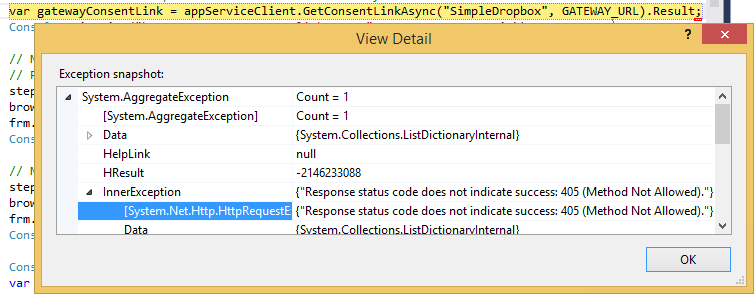 var gatewayConsentLink = appServiceClient.GetConsentLinkAsync("SimpleDropbox", GATEWAY_URL).Result;
Cons
View Detail
? ×
// M
// R
step
brow
frm.
Cons
// N
step
brow
frm.
Cons
Cons
var
Exception snapshot:
System.AggregateException Count = 1
[System.AggregateException] Count = 1
Data {System.Collections.ListDictionaryInternal}
HelpLink null
HResult -2146233088
InnerException {"Response status code does not indicate success: 405 (Method Not Allowed)."}
[System.Net.Http.HttpRequestE {"Response status code does not indicate success: 405 (Method Not Allowed)."}
Data {System.Collections.ListDictionaryInternal}
OK